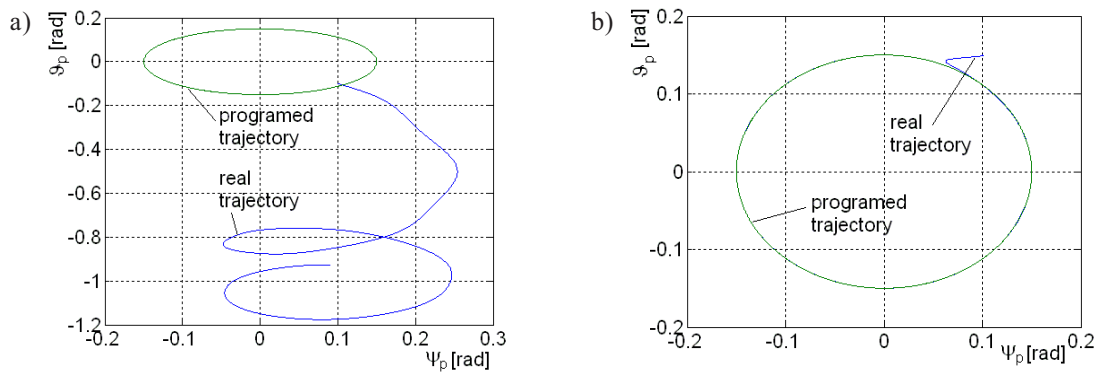 a)
ϑp [rad]
0.2
0
-0.2
-0.4
-0.6
-0.8
-1
-1.2
programed
trajectory
real
trajectory
-0.2 -0.1 0 0.1 0.2 0.3
Ψp [rad]
b)
ϑp [rad]
0.2
0.1
0
-0.1
-0.2
real
trajectory
programed
trajectory
-0.2 -0.1 0 0.1 0.2
Ψp [rad]